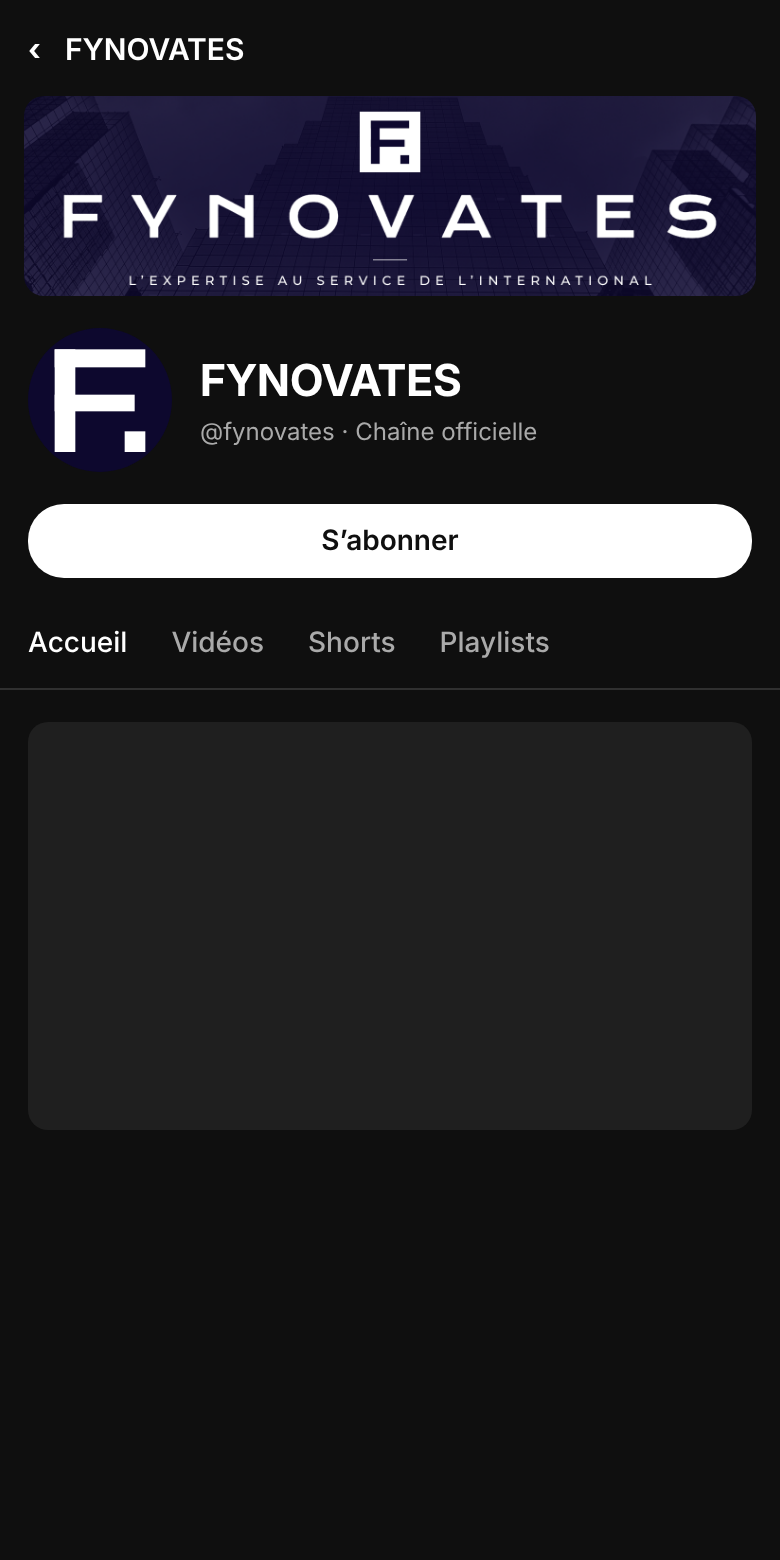 ‹ FYNOVATES
F.
FYNOVATES
L'EXPERTISE AU SERVICE DE L'INTERNATIONAL
F.
FYNOVATES
@fynovates · Chaîne officielle
S’abonner
Accueil Vidéos Shorts Playlists